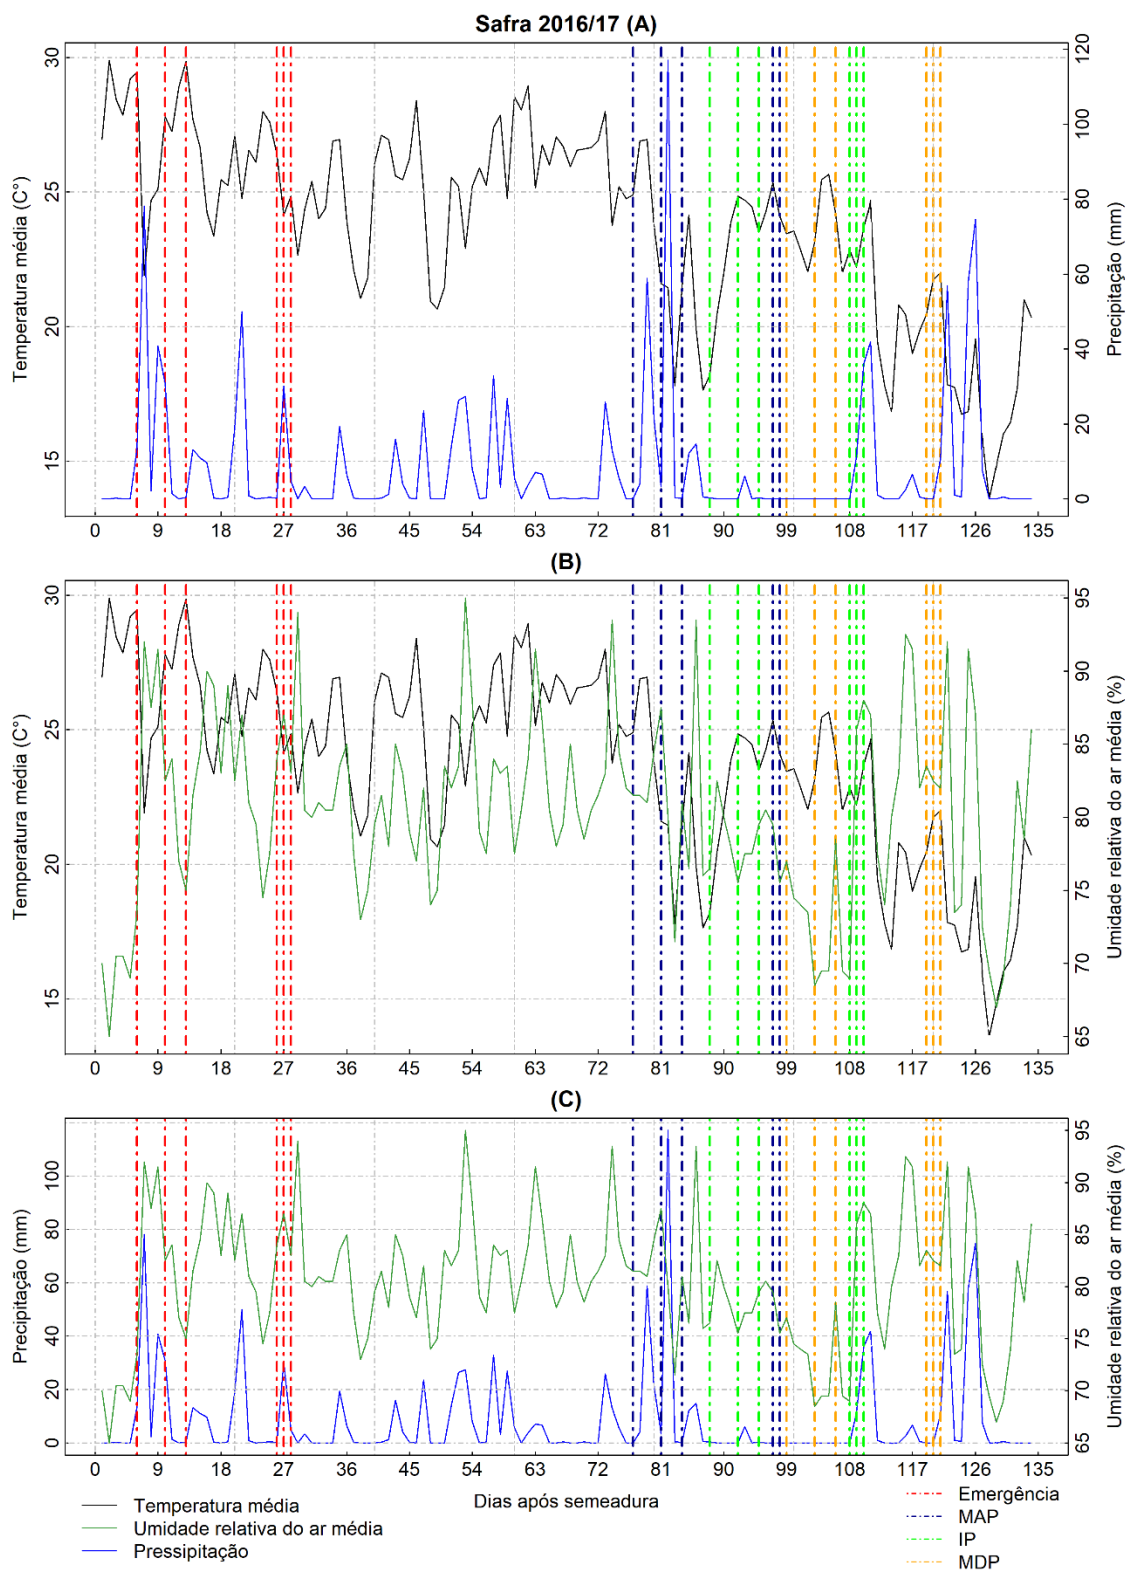 Safra 2016/17 (A)
Temperatura média (C°)
30
25
20
15
Precipitação (mm)
120
100
80
60
40
20
0
0 9 18 27 36 45 54 63 72 81 90 99 108 117 126 135
(B)
Temperatura média (C°)
30
25
20
15
Umidade relativa do ar média (%)
95
90
85
80
75
70
65
0 9 18 27 36 45 54 63 72 81 90 99 108 117 126 135
(C)
Precipitação (mm)
100
80
60
40
20
0
Umidade relativa do ar média (%)
95
90
85
80
75
70
65
0 9 18 27 36 45 54 63 72 81 90 99 108 117 126 135
Dias após semeadura
Temperatura média
Umidade relativa do ar média
Pressipitação
Emergência
MAP
IP
MDP